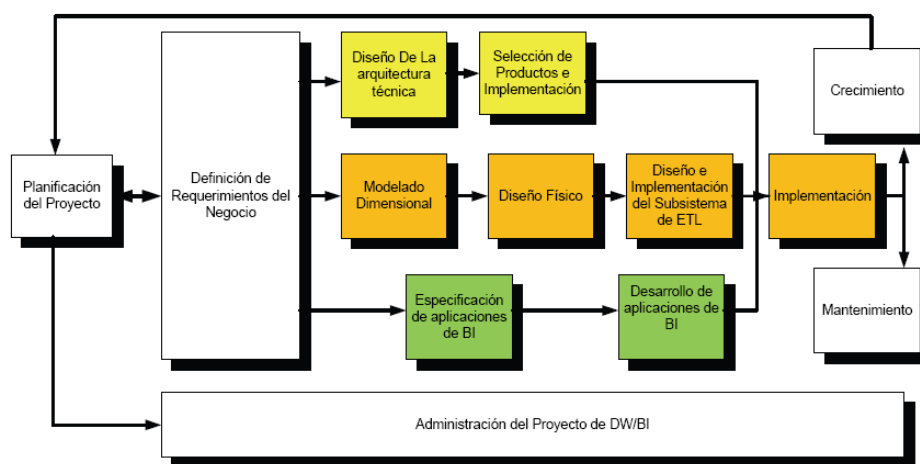 Diseño De La
arquitectura
técnica
Selección de
Productos e
Implementación
Crecimiento
Planificación
del Proyecto
Definición de
Requerimientos del
Negocio
Modelado
Dimensional
Diseño Físico
Diseño e
Implementación
del Subsistema
de ETL
Implementación
Especificación
de aplicaciones
de BI
Desarrollo de
aplicaciones de
BI
Mantenimiento
Administración del Proyecto de DW/BI